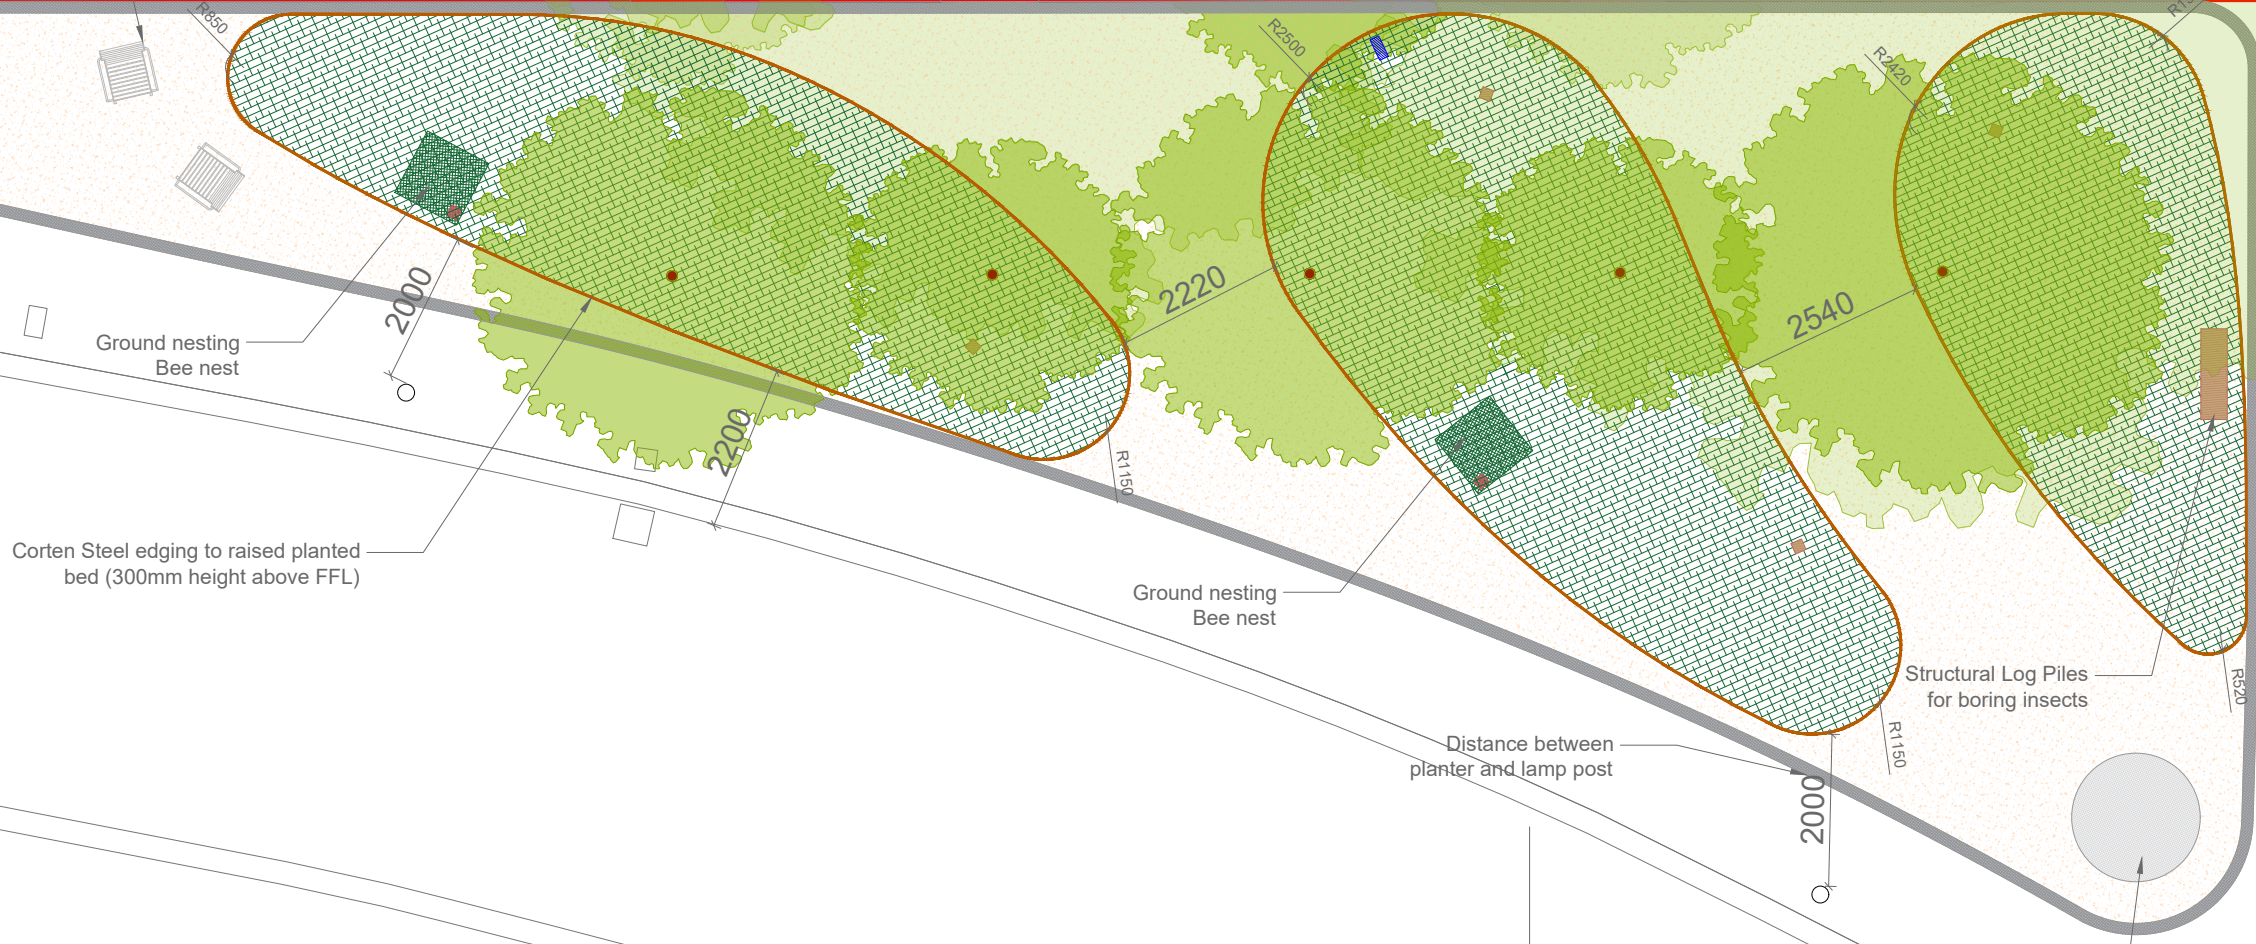 R850
R2500
R2420
2000
2220
2540
Ground nesting
Bee nest
2200
R1150
Corten Steel edging to raised planted
bed (300mm height above FFL)
Ground nesting
Bee nest
Structural Log Piles
for boring insects
R520
Distance between
planter and lamp post
R1150
2000